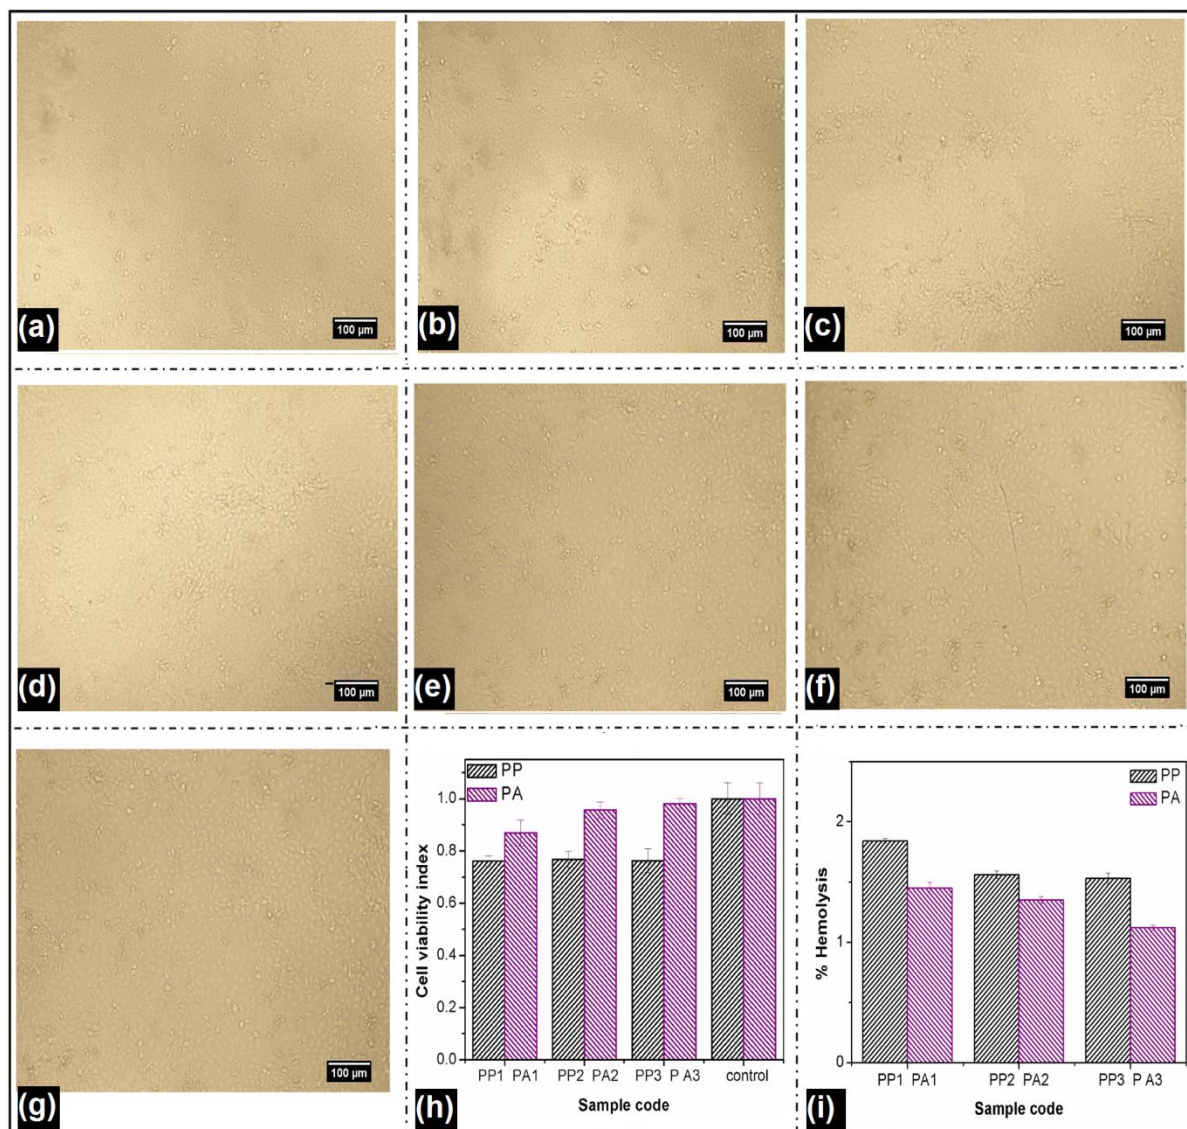 (a)
100 µm
(b)
100 µm
(c)
100 µm
(d)
100 µm
(e)
100 µm
(f)
100 µm
(g)
100 µm
Cell viability index
PP
PA
1.0
0.8
0.6
0.4
0.2
0.0
PP1 PA1 PP2 PA2 PP3 P A3 control
Sample code
(h)
% Hemolysis
PP
PA
2
1
0
PP1 PA1 PP2 PA2 PP3 P A3
Sample code
(i)